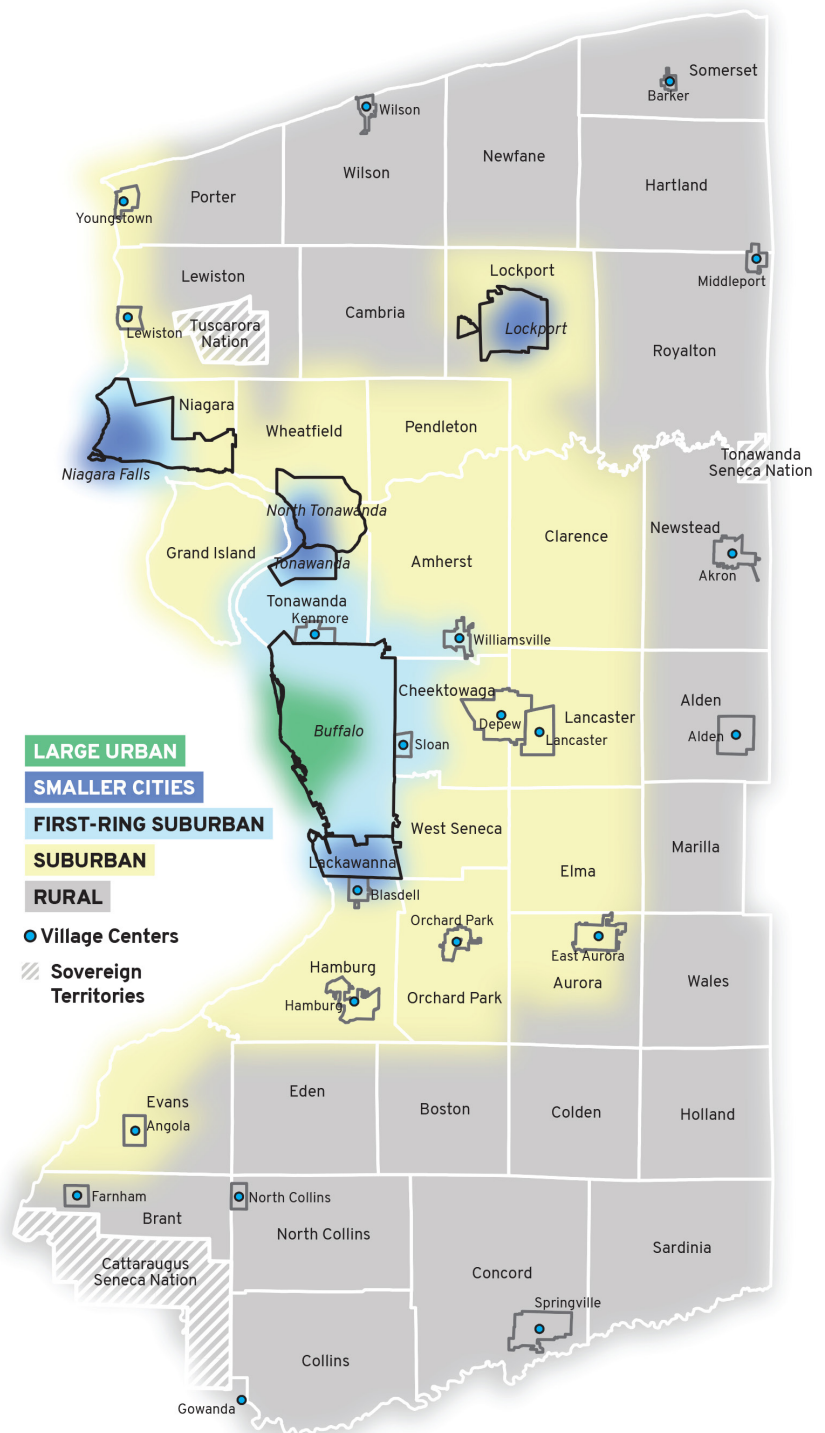 Somerset
Barker
Wilson
Newfane
Wilson
Hartland
Porter
Youngstown
Lewiston
Lockport
Middleport
Cambria
Lewiston
Tuscarora
Nation
Lockport
Royalton
Niagara
Wheatfield
Pendleton
Niagara Falls
Tonawanda
Seneca Nation
North Tonawanda
Newstead
Clarence
Grand Island
Tonawanda
Amherst
Akron
Tonawanda
Kenmore
Williamsville
Cheektowaga
Alden
Lancaster
Depew
Buffalo
Sloan
Lancaster
Alden
LARGE URBAN
SMALLER CITIES
FIRST-RING SUBURBAN
SUBURBAN
RURAL
Village Centers
Sovereign
Territories
West Seneca
Marilla
Lackawanna
Elma
Blasdell
Orchard Park
East Aurora
Hamburg
Aurora
Wales
Hamburg
Orchard Park
Eden
Evans
Boston
Colden
Holland
Angola
Farnham
North Collins
Brant
North Collins
Sardinia
Cattaraugus
Seneca Nation
Concord
Springville
Collins
Gowanda